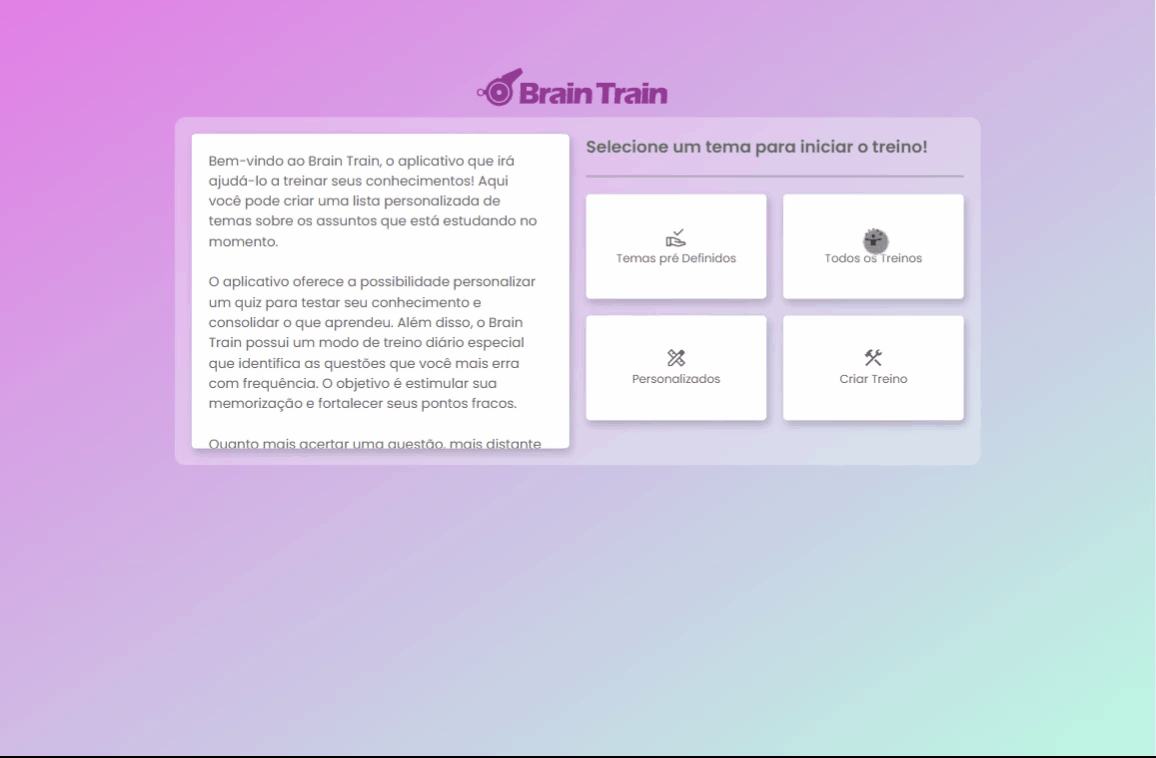 Brain Train
Bem-vindo ao Brain Train, o aplicativo que irá
ajudá-lo a treinar seus conhecimentos! Aqui
você pode criar uma lista personalizada de
temas sobre os assuntos que está estudando no
momento.
O aplicativo oferece a possibilidade personalizar
um quiz para testar seu conhecimento e
consolidar o que aprendeu. Além disso, o Brain
Train possui um modo de treino diário especial
que identifica as questões que você mais erra
com frequência. O objetivo é estimular sua
memorização e fortalecer seus pontos fracos.
Quanto mais acertar uma questão, mais distante
Selecione um tema para iniciar o treino!
Temas pré Definidos
Todos os Treinos
Personalizados
Criar Treino